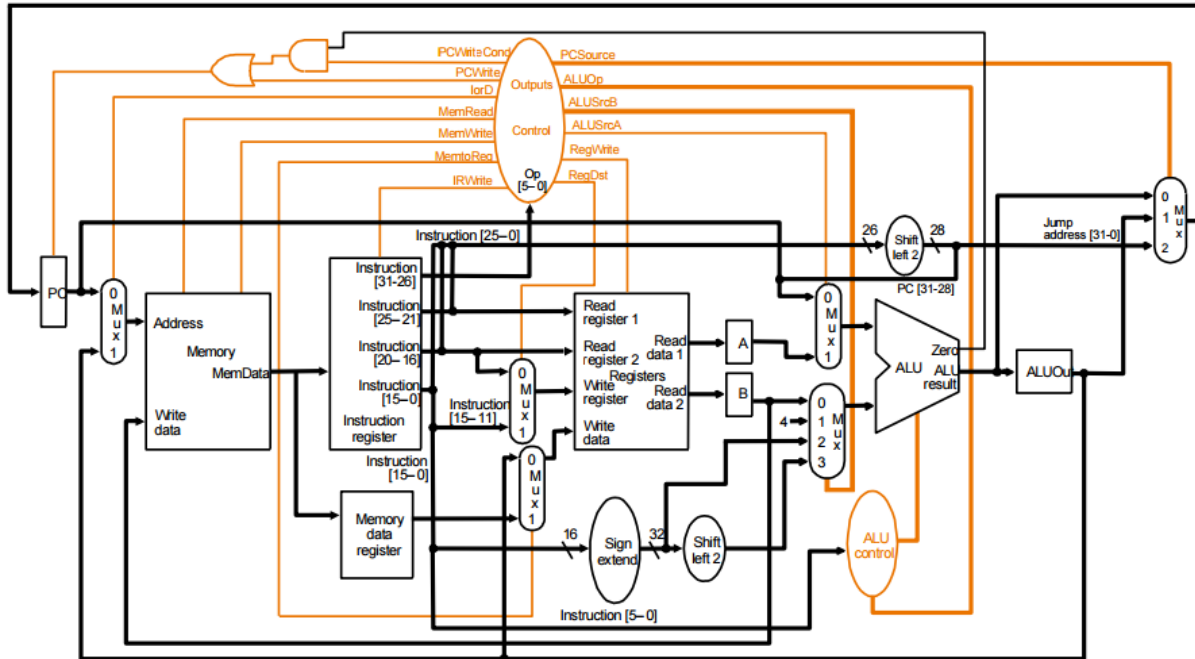 PCWriteCond
PCSource
PCWrite
ALUOp
Outputs
IorD
ALUSrcB
MemRead
ALUSrcA
Control
MemWrite
RegWrite
MemtoReg
RegDst
IRWrite
Op
[5–0]
Instruction [25–0]
26
Shift
left 2
28
Jump
address [31-0]
PC [31-28]
0
1
2
M
u
x
PC
0
M
u
x
1
Address
Memory
MemData
Write
data
Instruction
[31-26]
Instruction
[25–21]
Instruction
[20–16]
Instruction
[15–0]
Instruction
register
Instruction
[15–11]
Instruction
[15–0]
0
M
u
x
1
Read
register 1
Read
register 2
Write
register
Write
data
Registers
Read
data 1
Read
data 2
A
B
0
M
u
x
1
4
0
1
2
3
M
u
x
Zero
ALU
ALU
result
ALUOut
0
M
u
x
1
Memory
data
register
16
Sign
extend
32
Shift
left 2
ALU
control
Instruction [5–0]